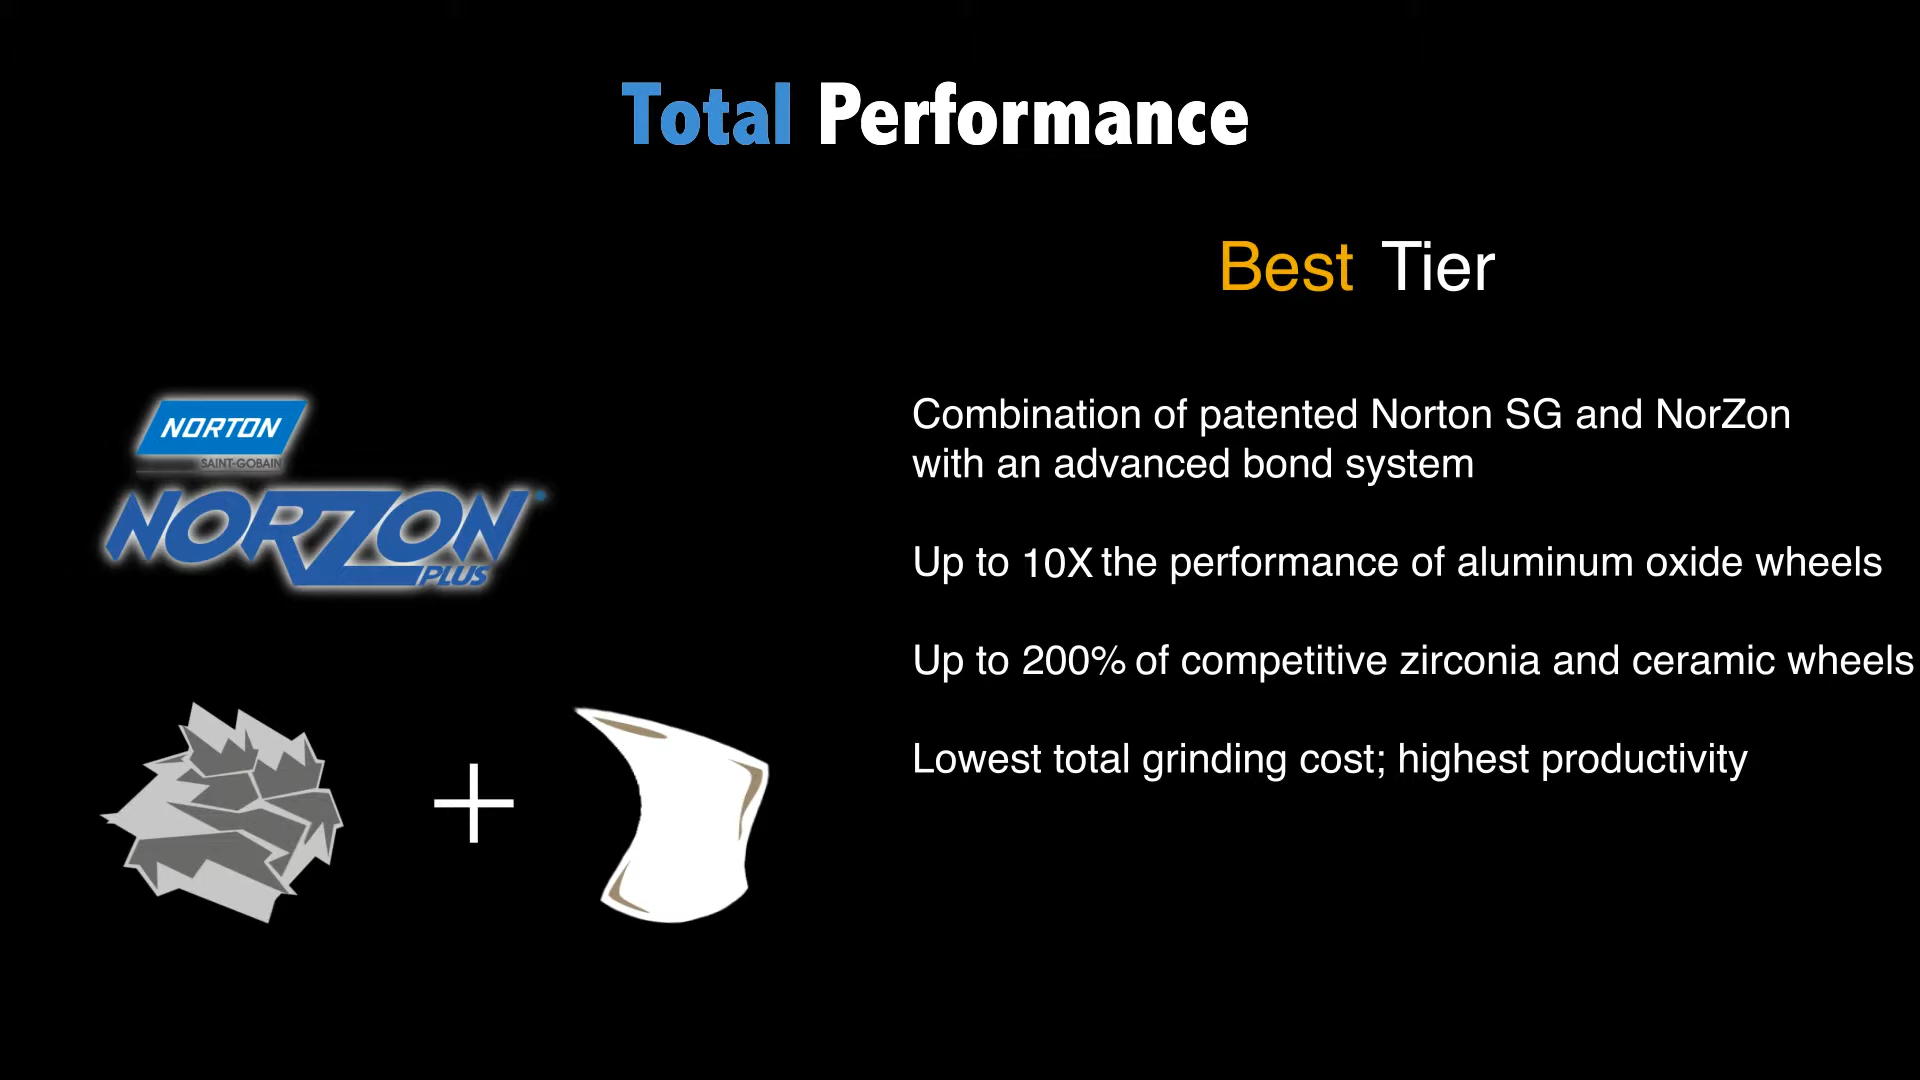 Total Performance
Best Tier
NORTON
SAINT-GOBAIN
NORZON
PLUS
Combination of patented Norton SG and NorZon
with an advanced bond system
Up to 10X the performance of aluminum oxide wheels
Up to 200% of competitive zirconia and ceramic wheels
Lowest total grinding cost; highest productivity